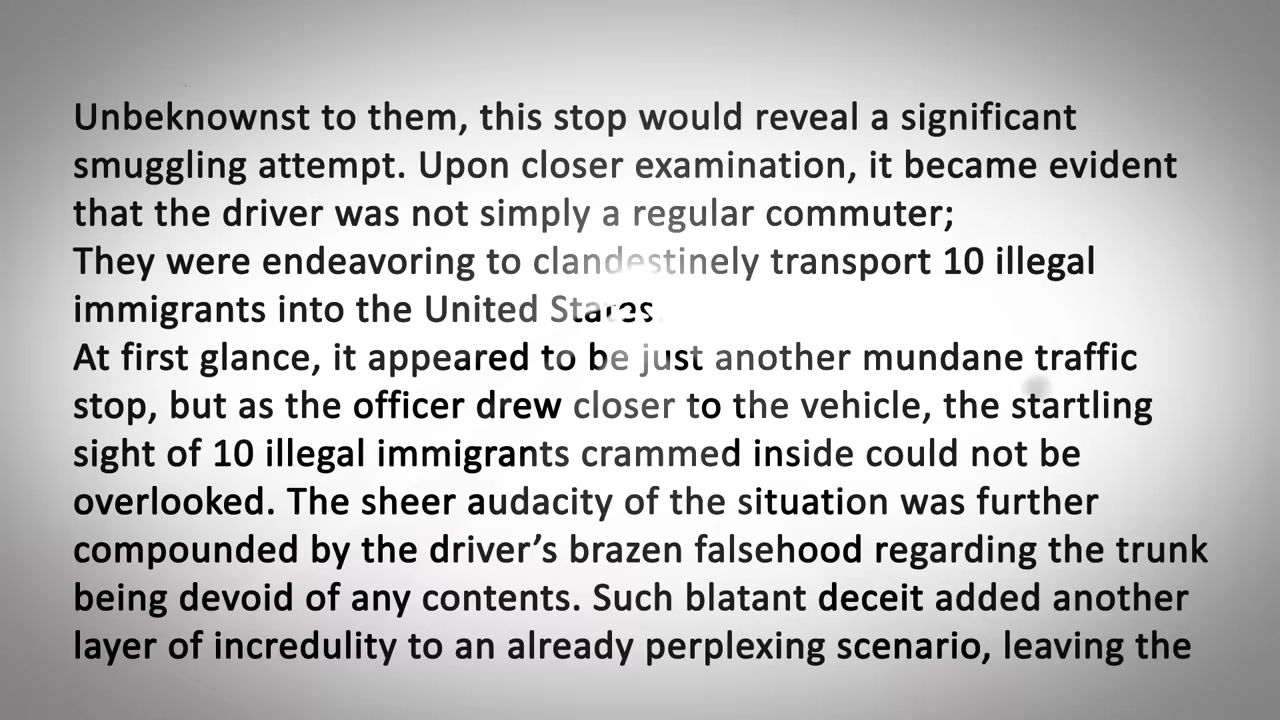 Unbeknownst to them, this stop would reveal a significant
smuggling attempt. Upon closer examination, it became evident
that the driver was not simply a regular commuter;
They were endeavoring to clandestinely transport 10 illegal
immigrants into the United States.
At first glance, it appeared to be just another mundane traffic
stop, but as the officer drew closer to the vehicle, the startling
sight of 10 illegal immigrants crammed inside could not be
overlooked. The sheer audacity of the situation was further
compounded by the driver’s brazen falsehood regarding the trunk
being devoid of any contents. Such blatant deceit added another
layer of incredulity to an already perplexing scenario, leaving the